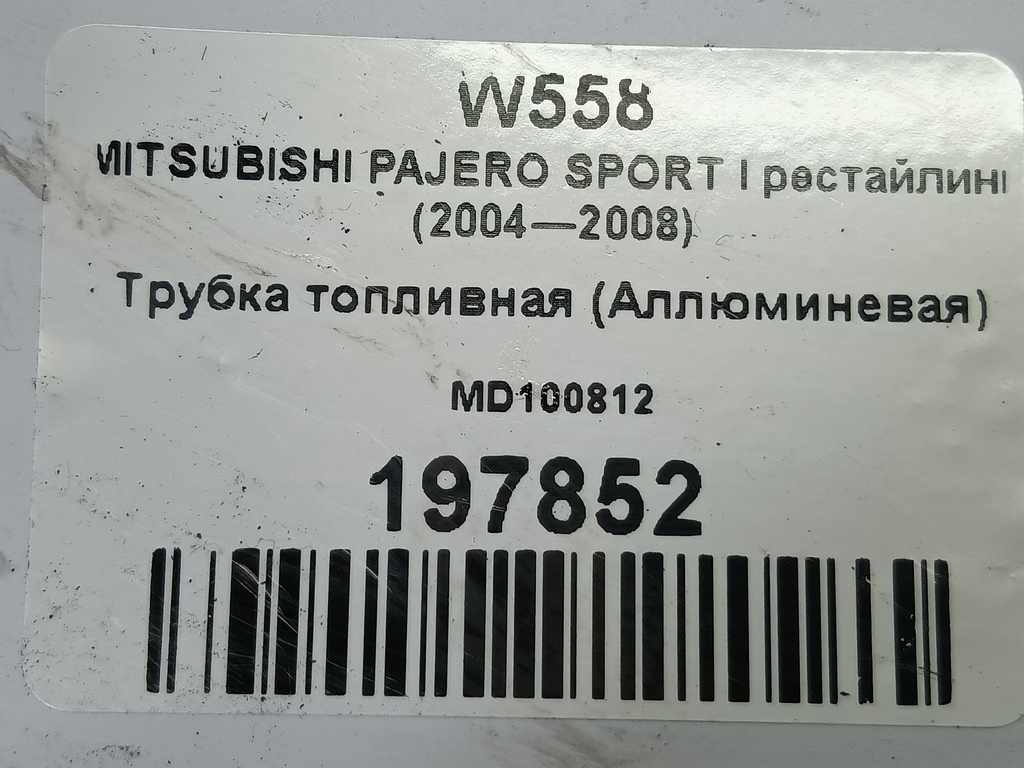 W558
MITSUBISHI PAJERO SPORT I рестайлинг
(2004—2008)
Трубка топливная (Аллюминевая)
MD100812
197852